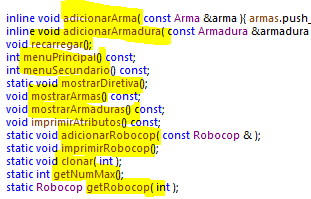 inline void adicionarArma( const Arma &arma ){ armas.push_
inline void adicionarArmadura( const Armadura &armadura
void recarregar();
int menuPrincipal() const;
int menuSecundario() const;
static void mostrarDiretiva();
void mostrarArmas() const;
void mostrarArmaduras() const;
void imprimirAtributos() const;
static void adicionarRobocop( const Robocop & );
static void imprimirRobocop();
static void clonar( int );
static int getNumMax();
static Robocop getRobocop( int );